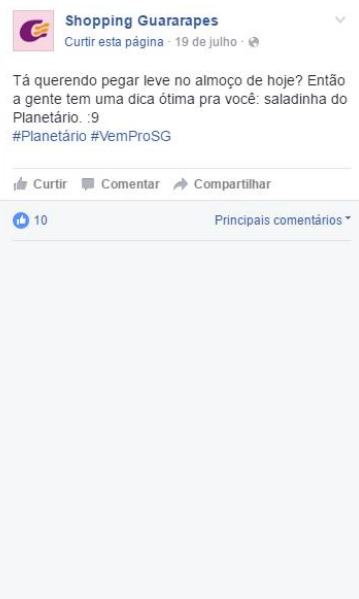 Shopping Guararapes
Curtir esta página · 19 de julho ·
Tá querendo pegar leve no almoço de hoje? Então
a gente tem uma dica ótima pra você: saladinha do
Planetário. :9
#Planetário #VemProSG
Curtir Comentar Compartilhar
10 Principais comentários